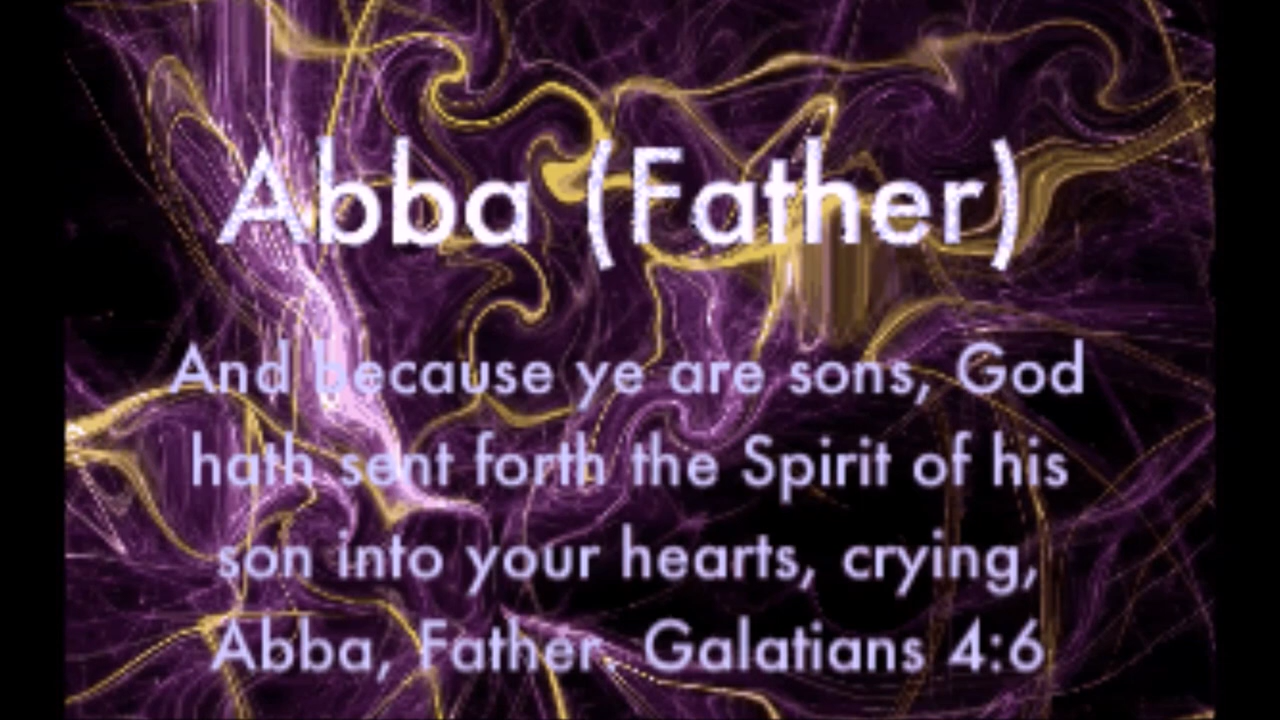 Abba (Father)
And because ye are sons, God
hath sent forth the Spirit of his
son into your hearts, crying,
Abba, Father. Galatians 4:6